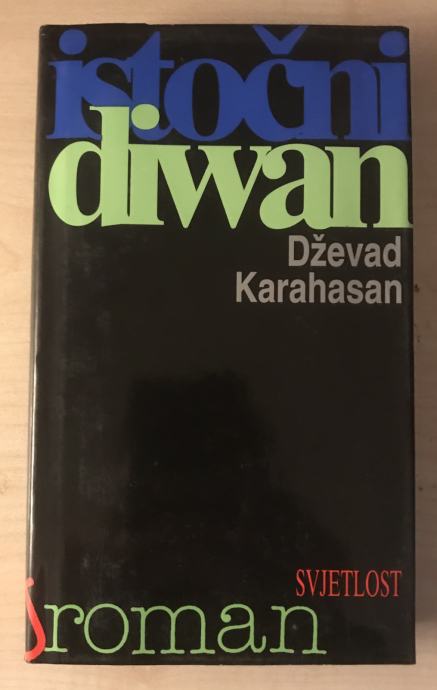 istočni
diwan
Dževad
Karahasan
SVJETLOST
roman